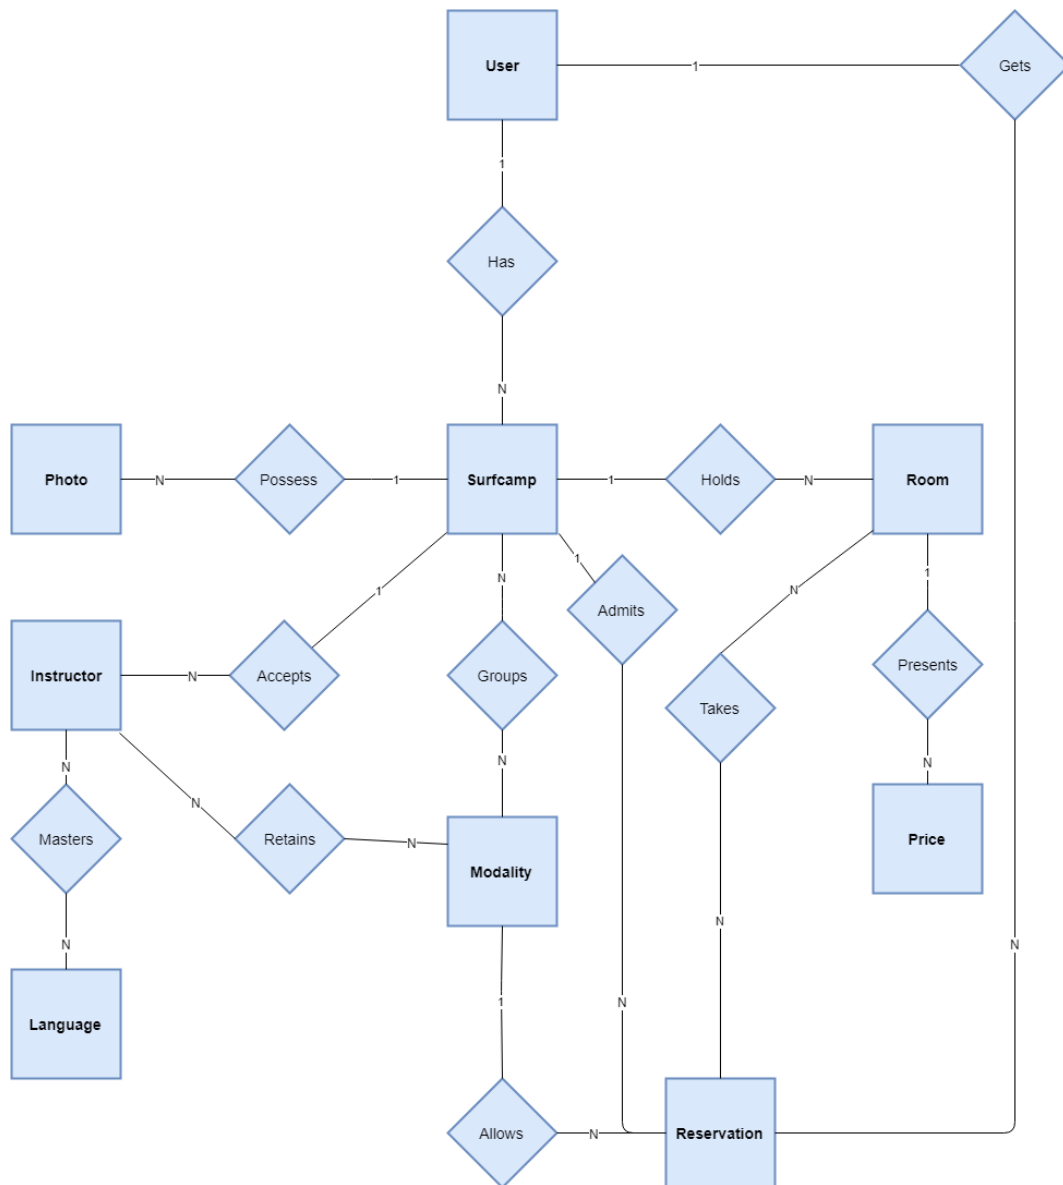 User
1
Gets
1
Has
N
Photo
N
Possess
1
Surfcamp
1
Holds
N
Room
1
N
1
N
1
Admits
Instructor
N
Accepts
Groups
Presents
Takes
N
N
N
N
Masters
Retains
N
Modality
Price
N
N
N
1
N
Language
Allows
N
Reservation